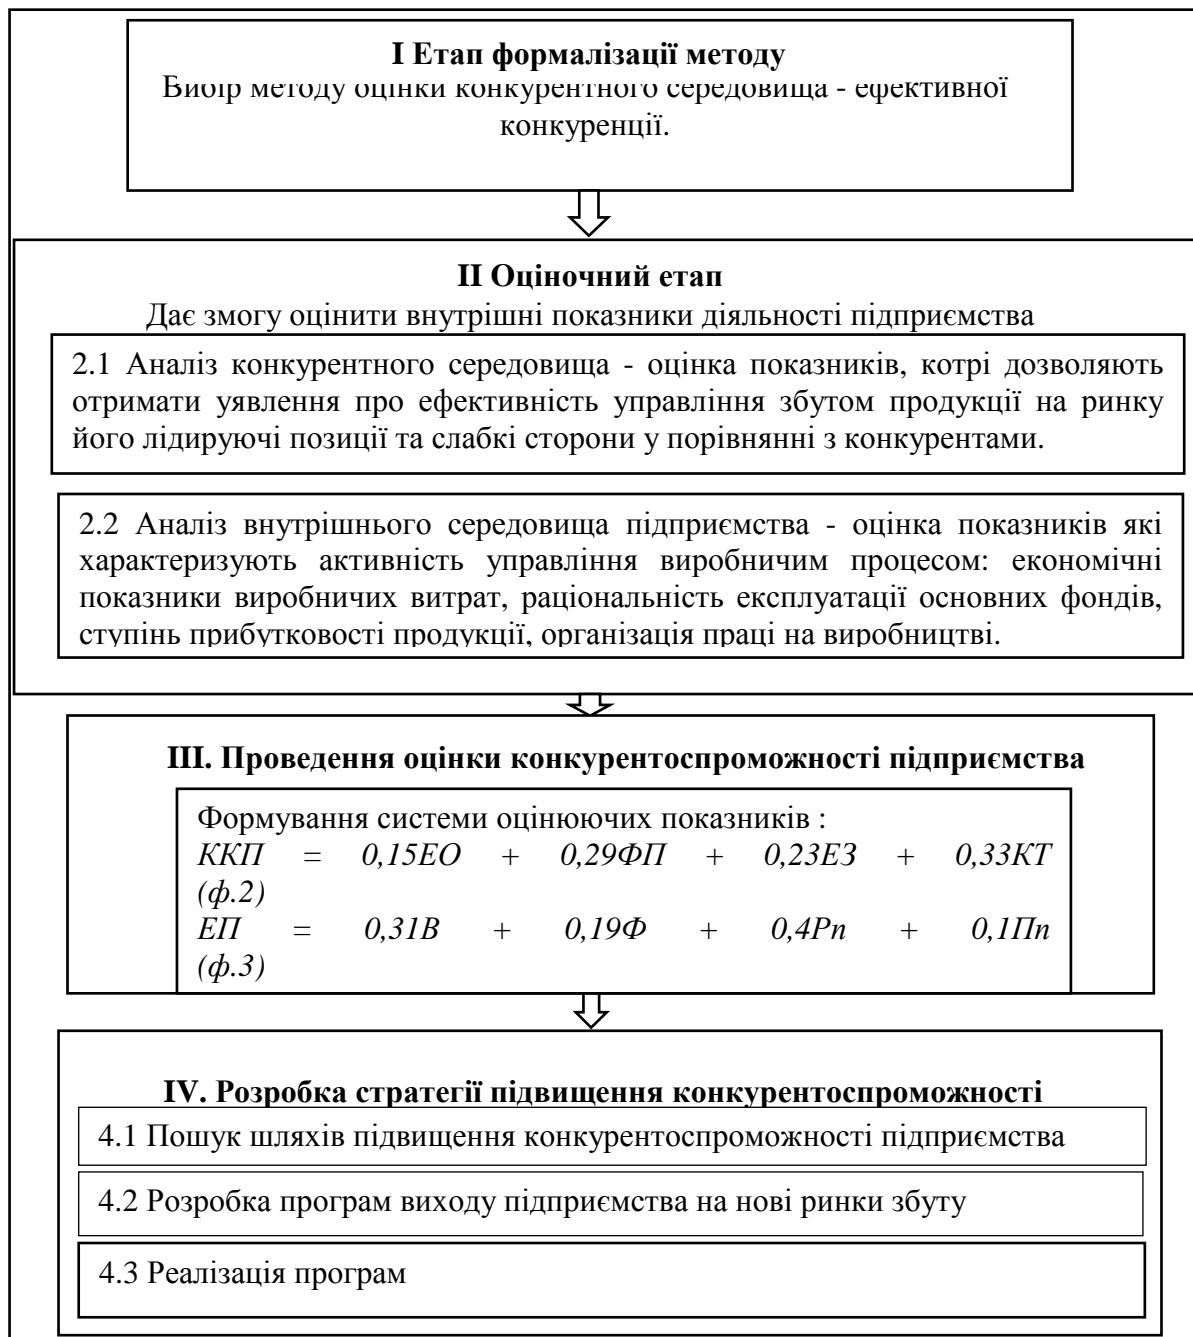 І Етап формалізації методу
Вибір методу оцінки конкурентного середовища - ефективної
конкуренції.
ІІ Оціночний етап
Дає змогу оцінити внутрішні показники діяльності підприємства
2.1 Аналіз конкурентного середовища - оцінка показників, котрі дозволяють
отримати уявлення про ефективність управління збутом продукції на ринку
його лідируючі позиції та слабкі сторони у порівнянні з конкурентами.
2.2 Аналіз внутрішнього середовища підприємства - оцінка показників які
характеризують активність управління виробничим процесом: економічні
показники виробничих витрат, раціональність експлуатації основних фондів,
ступінь прибутковості продукції, організація праці на виробництві.
ІІІ. Проведення оцінки конкурентоспроможності підприємства
Формування системи оцінюючих показників :
ККП = 0,15ЕО + 0,29ФП + 0,23ЕЗ + 0,33КТ
(ф.2)
ЕП = 0,31В + 0,19Ф + 0,4Рп + 0,1Пп
(ф.3)
IV. Розробка стратегії підвищення конкурентоспроможності
4.1 Пошук шляхів підвищення конкурентоспроможності підприємства
4.2 Розробка програм виходу підприємства на нові ринки збуту
4.3 Реалізація програм